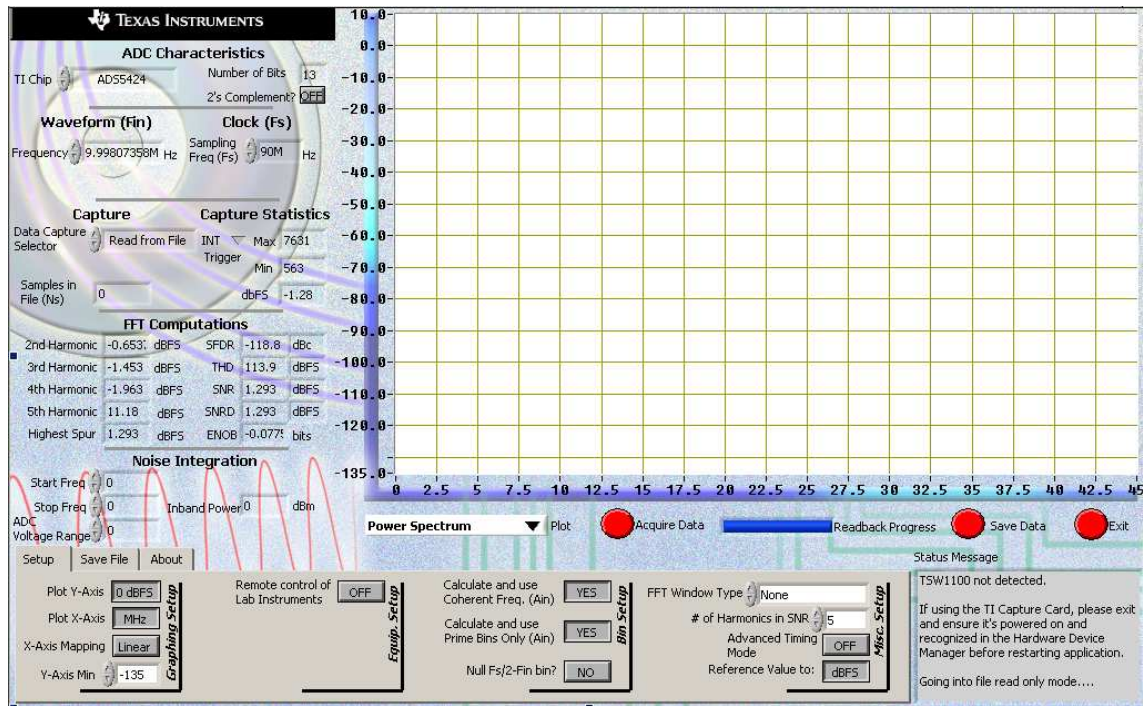 TEXAS INSTRUMENTS
ADC Characteristics
TI Chip ADS5424 Number of Bits 13
2's Complement? OFF
Waveform (Fin) Clock (Fs)
Frequency 9.99807358M Hz Sampling Freq (Fs) 90M Hz
Capture Capture Statistics
Data Capture Selector Read from File INT Trigger Max 7631
Min 563
Samples in File (Ns) 0 dbFS -1.28
FFT Computations
2nd Harmonic -0.653 dBFS SFDR -118.8 dBc
3rd Harmonic -1.453 dBFS THD 113.9 dBFS
4th Harmonic -1.963 dBFS SNR 1.293 dBFS
5th Harmonic 11.18 dBFS SNRD 1.293 dBFS
Highest Spur 1.293 dBFS ENOB -0.077 bits
Noise Integration
Start Freq 0
Stop Freq 0 Inband Power 0 dBm
ADC Voltage Range 0
10.0
0.0
-10.0
-20.0
-30.0
-40.0
-50.0
-60.0
-70.0
-80.0
-90.0
-100.0
-110.0
-120.0
-135.0
0 2.5 5 7.5 10 12.5 15 17.5 20 22.5 25 27.5 30 32.5 35 37.5 40 42.5 45
Power Spectrum Plot Acquire Data Readback Progress Save Data Exit
Setup Save File About
Plot Y-Axis 0 dBFS
Plot X-Axis MHz
X-Axis Mapping Linear
Y-Axis Min -135
Graphing Setup
Remote control of Lab Instruments OFF
Equip. Setup
Calculate and use Coherent Freq. (Ain) YES
Calculate and use Prime Bins Only (Ain) YES
Null Fs/2-Fin bin? NO
Bin Setup
FFT Window Type None
# of Harmonics in SNR 5
Advanced Timing Mode OFF
Reference Value to: dBFS
Misc. Setup
Status Message
TSW1100 not detected.
If using the TI Capture Card, please exit
and ensure it's powered on and
recognized in the Hardware Device
Manager before restarting application.
Going into file read only mode....